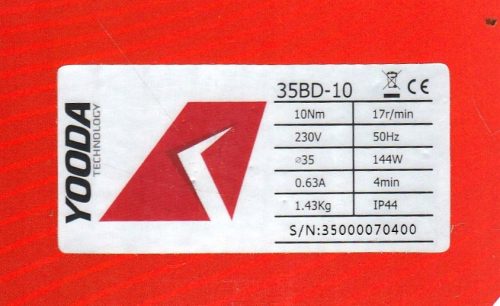 YOODA
TECHNOLOGY
35BD-10 CE
10Nm 17r/min
230V 50Hz
⌀35 144W
0.63A 4min
1.43Kg IP44
S/N:35000070400